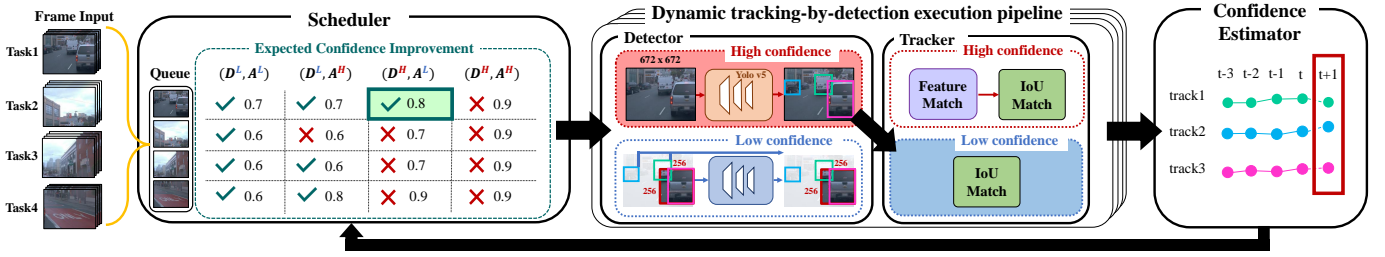 Frame Input
Task1
Task2
Task3
Task4
Scheduler
Queue
Expected Confidence Improvement
(D^L, A^L) (D^L, A^H) (D^H, A^L) (D^H, A^H)
✓ 0.7 ✓ 0.7 ✓ 0.8 ✗ 0.9
✓ 0.6 ✗ 0.6 ✗ 0.7 ✗ 0.9
✓ 0.6 ✓ 0.6 ✗ 0.7 ✗ 0.9
✓ 0.6 ✓ 0.8 ✗ 0.9 ✗ 0.9
Dynamic tracking-by-detection execution pipeline
Detector
High confidence
672 x 672
Yolo v5
Low confidence
256
256
256
256
Tracker
High confidence
Feature
Match
IoU
Match
Low confidence
IoU
Match
Confidence
Estimator
t-3 t-2 t-1 t t+1
track1
track2
track3